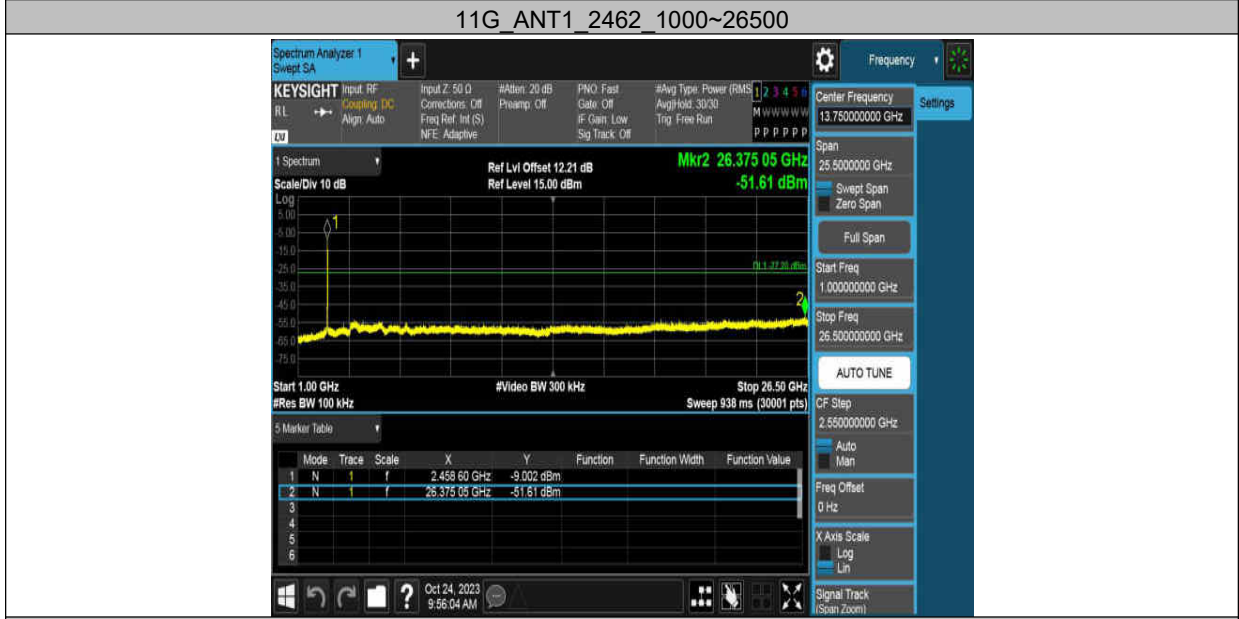 11G_ANT1_2462_1000~26500
Spectrum Analyzer 1
Swept SA
+
Frequency
KEYSIGHT
RL
LXI
Input: RF
Coupling: DC
Align: Auto
Input Z: 50 Ω
Corrections: Off
Freq Ref: Int (S)
NFE: Adaptive
#Atten: 20 dB
Preamp: Off
PNO: Fast
Gate: Off
IF Gain: Low
Sig Track: Off
#Avg Type: Power (RMS
Avg|Hold: 30/30
Trig: Free Run
1 2 3 4 5 6
M W W W W W
P P P P P P
Center Frequency
13.750000000 GHz
Settings
1 Spectrum
Scale/Div 10 dB
Ref Lvl Offset 12.21 dB
Ref Level 15.00 dBm
Mkr2 26.375 05 GHz
-51.61 dBm
Span
25.5000000 GHz
Swept Span
Zero Span
Full Span
Start Freq
1.000000000 GHz
Stop Freq
26.500000000 GHz
AUTO TUNE
CF Step
2.550000000 GHz
Auto
Man
Freq Offset
0 Hz
X Axis Scale
Log
Lin
Signal Track
(Span Zoom)
Log
5.00
-5.00
-15.0
-25.0
-35.0
-45.0
-55.0
-65.0
-75.0
1
2
Start 1.00 GHz
#Res BW 100 kHz
#Video BW 300 kHz
Stop 26.50 GHz
Sweep 938 ms (30001 pts)
5 Marker Table
Mode Trace Scale X Y Function Function Width Function Value
1 N 1 f 2.458 60 GHz -9.002 dBm
2 N 1 f 26.375 05 GHz -51.61 dBm
3
4
5
6
?
Oct 24, 2023
9:56:04 AM